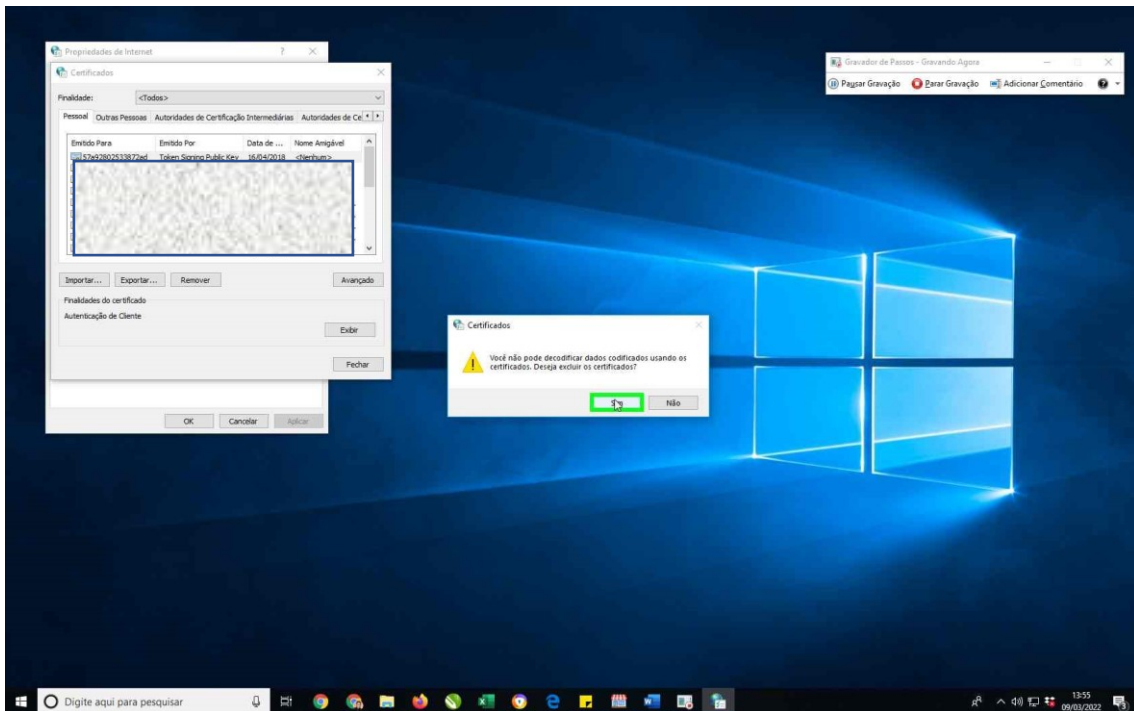 Propriedades de Internet
Certificados
Finalidade: <Todos>
Pessoal Outras Pessoas Autoridades de Certificação Intermediárias Autoridades de Ce
Emitido Para Emitido Por Data de ... Nome Amigável
57a92802533872ed Token Signing Public Key 16/04/2018 <Nenhum>
Importar... Exportar... Remover Avançado
Finalidades do certificado
Autenticação de Cliente
Exibir
Fechar
OK Cancelar Aplicar
Gravador de Passos - Gravando Agora
Pausar Gravação Parar Gravação Adicionar Comentário
Certificados
Você não pode decodificar dados codificados usando os
certificados. Deseja excluir os certificados?
Não
Digite aqui para pesquisar
13:55
09/03/2022